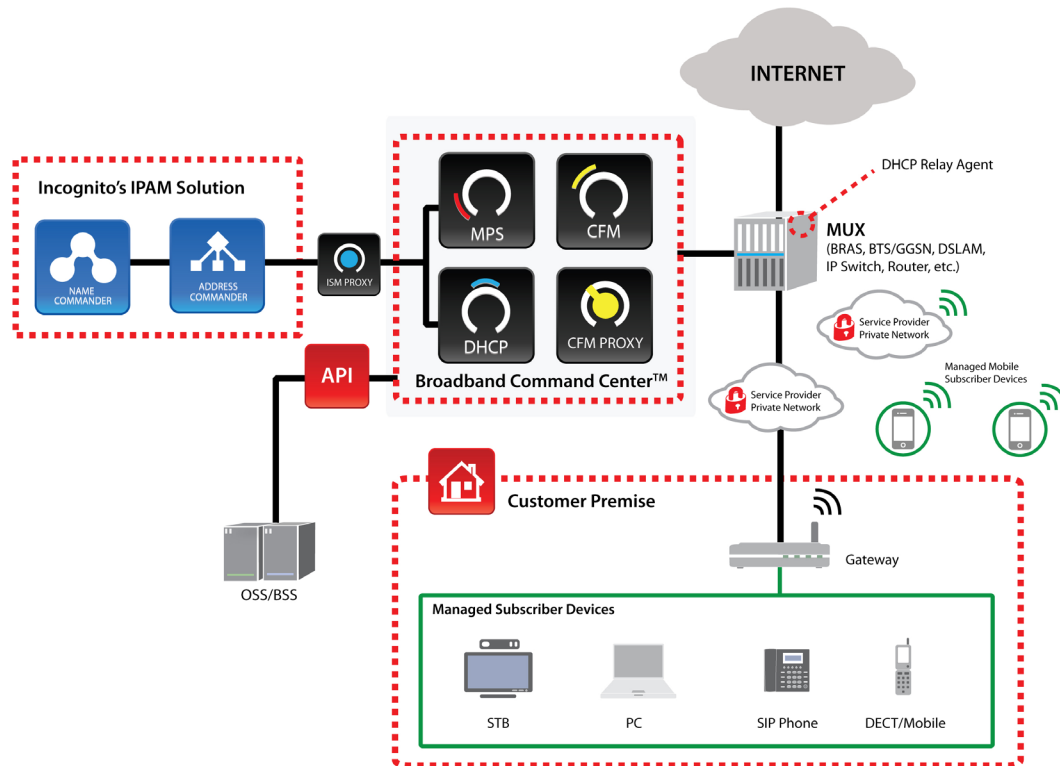 INTERNET
DHCP Relay Agent
Incognito's IPAM Solution
NAME
COMMANDER
ADDRESS
COMMANDER
ISM PROXY
MPS
CFM
DHCP
CFM PROXY
Broadband Command Center™
MUX
(BRAS, BTS/GGSN, DSLAM,
IP Switch, Router, etc.)
Service Provider
Private Network
API
Managed Mobile
Subscriber Devices
Service Provider
Private Network
Customer Premise
Gateway
OSS/BSS
Managed Subscriber Devices
STB
PC
SIP Phone
DECT/Mobile